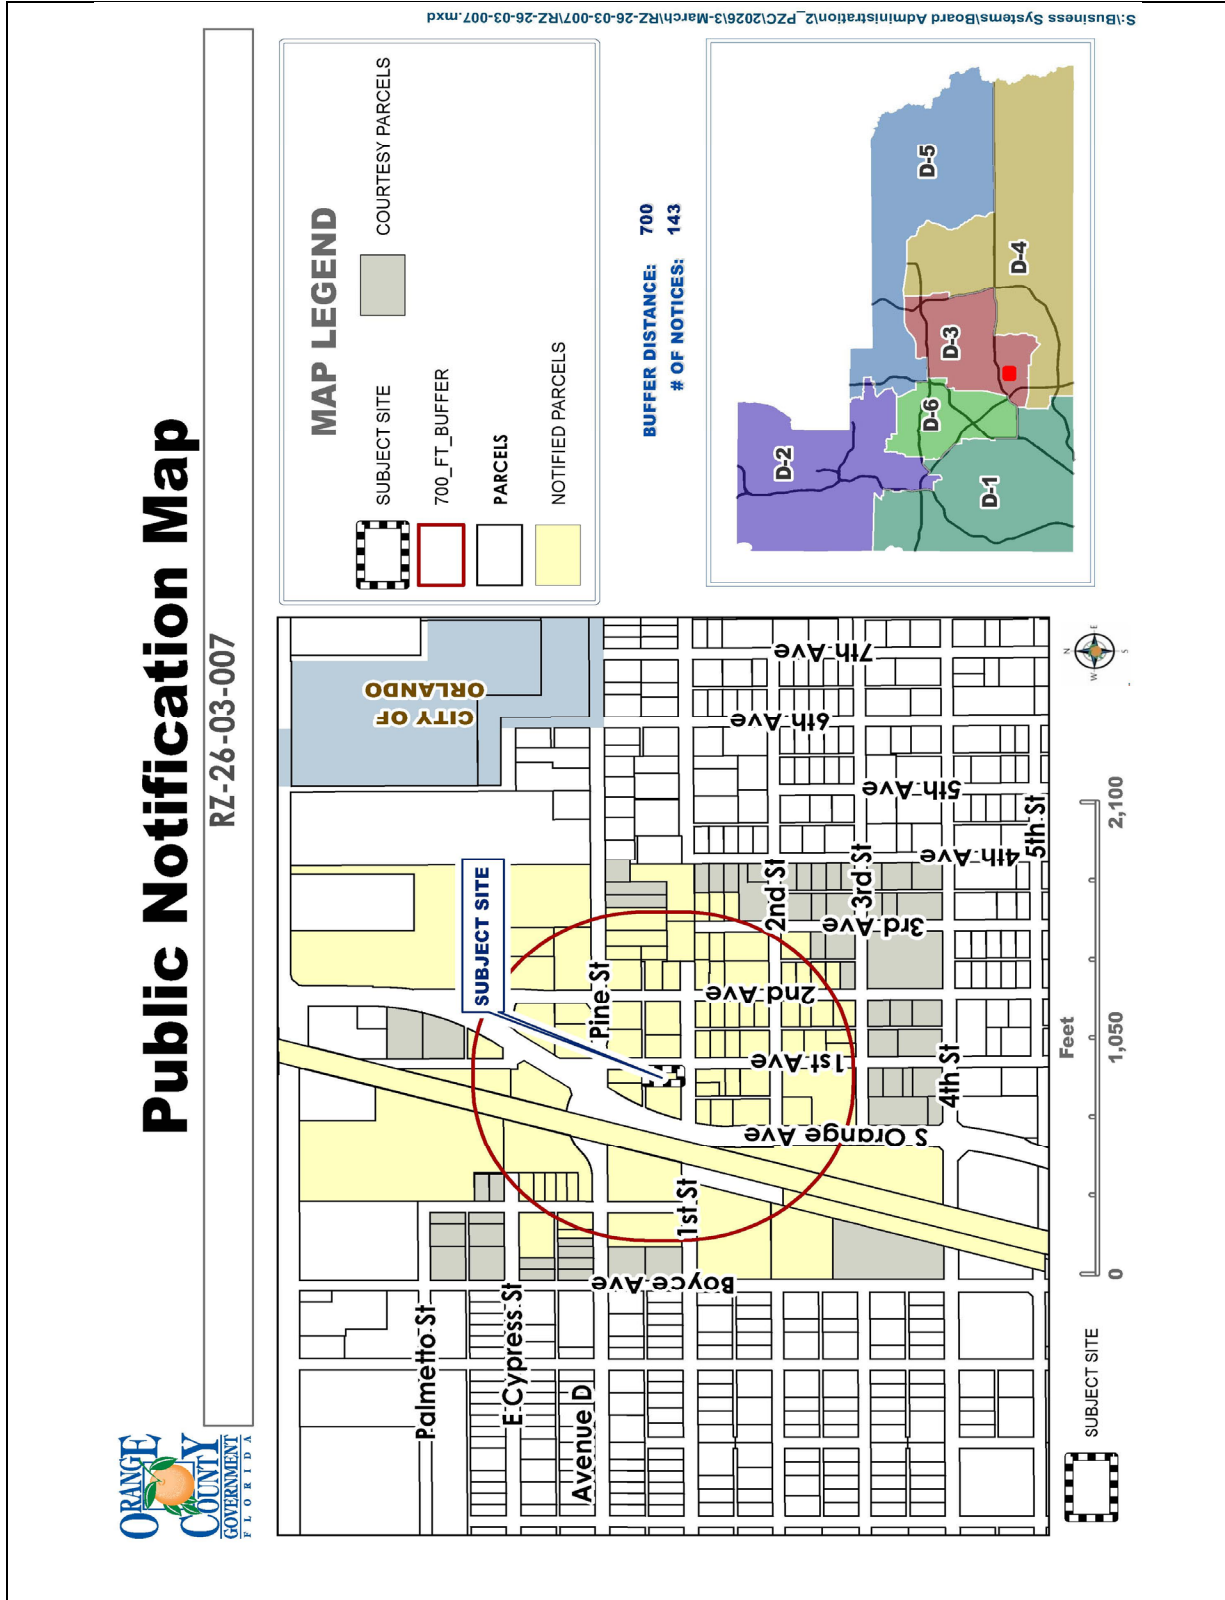 Public Notification Map
RZ-26-03-007
ORANGE
COUNTY
GOVERNMENT
FLORIDA
CITY OF
ORLANDO
SUBJECT SITE
Palmetto St
E Cypress St
Avenue D
Pine St
1st St
2nd St
3rd St
4th St
5th St
Boyce Ave
S Orange Ave
1st Ave
2nd Ave
3rd Ave
4th Ave
5th Ave
6th Ave
7th Ave
MAP LEGEND
SUBJECT SITE
COURTESY PARCELS
700_FT_BUFFER
PARCELS
NOTIFIED PARCELS
BUFFER DISTANCE: 700
# OF NOTICES: 143
D-2
D-5
D-6
D-3
D-1
D-4
SUBJECT SITE
Feet
0 1,050 2,100
N
W E
S
S:\Business Systems\Board Administration\2_PZC\2026\3-March\RZ-26-03-007\RZ-26-03-007.mxd